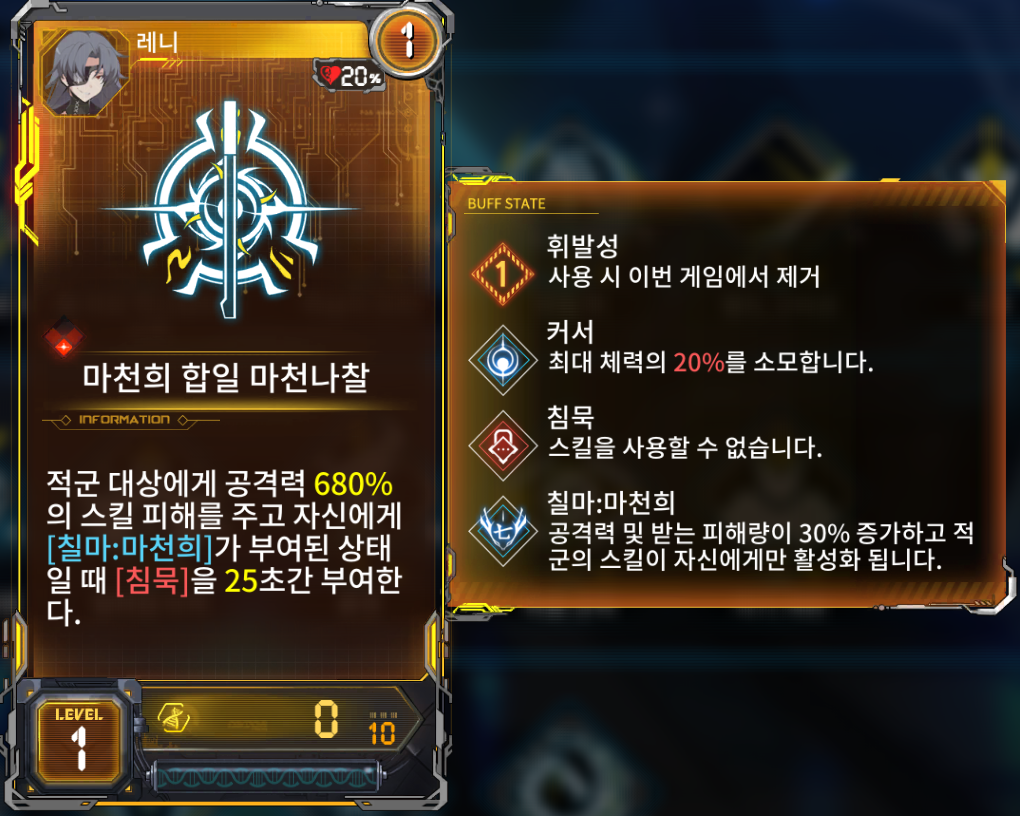 레니
1
20%
마천희 합일 마천나찰
INFORMATION
적군 대상에게 공격력 680%
의 스킬 피해를 주고 자신에게
[칠마:마천희]가 부여된 상태
일 때 [침묵]을 25초간 부여한
다.
LEVEL
1
0
10
BUFF STATE
1
휘발성
사용 시 이번 게임에서 제거
커서
최대 체력의 20%를 소모합니다.
침묵
스킬을 사용할 수 없습니다.
七
칠마:마천희
공격력 및 받는 피해량이 30% 증가하고 적
군의 스킬이 자신에게만 활성화 됩니다.